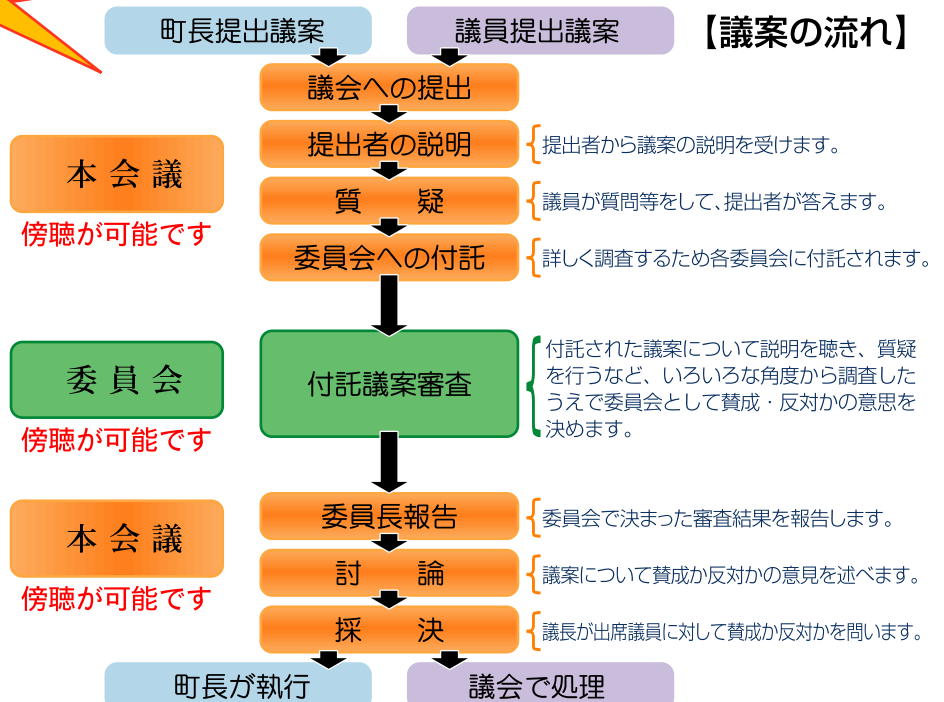 町長提出議案
議員提出議案
【議案の流れ】
議会への提出
提出者の説明
提出者から議案の説明を受けます。
本会議
傍聴が可能です
質　疑
議員が質問等をして、提出者が答えます。
委員会への付託
詳しく調査するため各委員会に付託されます。
委員会
傍聴が可能です
付託議案審査
付託された議案について説明を聴き、質疑
を行うなど、いろいろな角度から調査した
うえで委員会として賛成・反対かの意思を
決めます。
本会議
傍聴が可能です
委員長報告
委員会で決まった審査結果を報告します。
討　論
議案について賛成か反対かの意見を述べます。
採　決
議長が出席議員に対して賛成か反対かを問います。
町長が執行
議会で処理